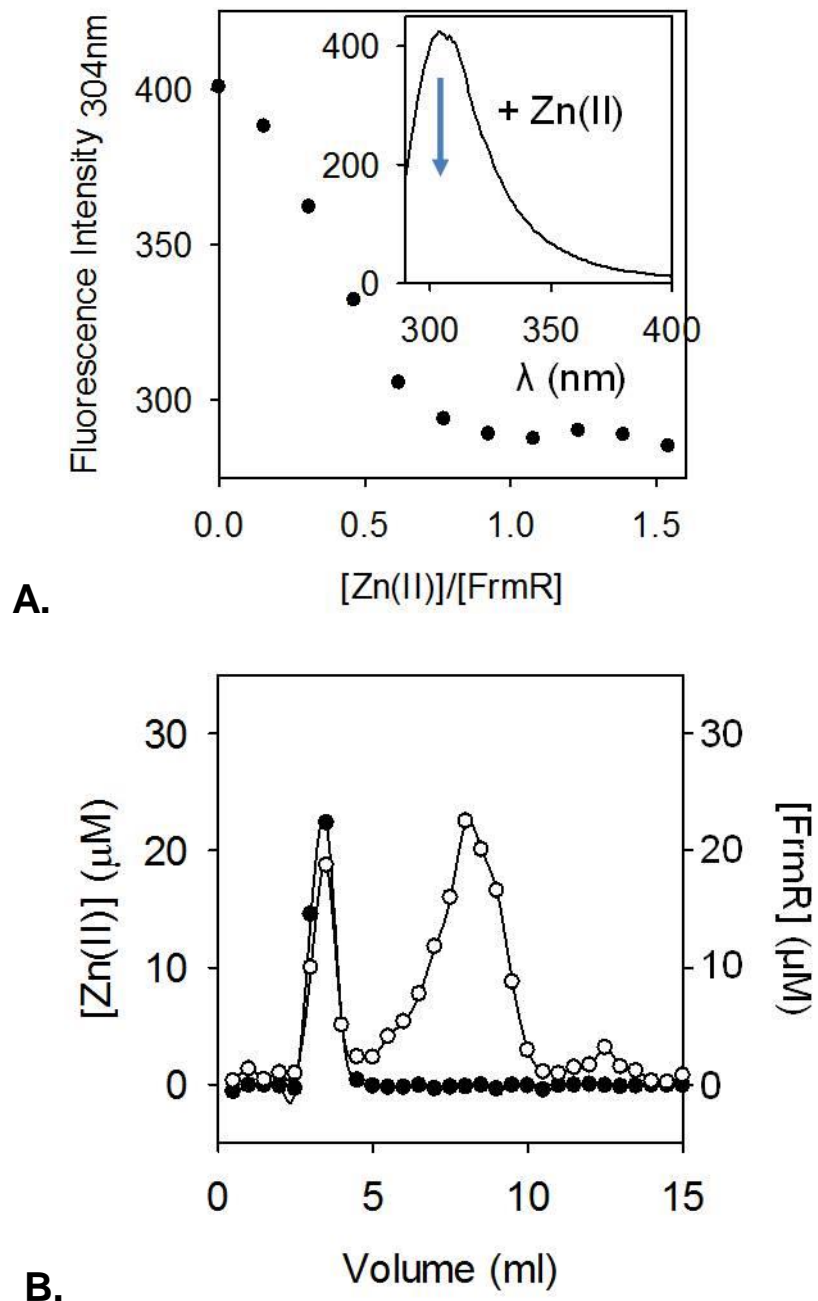 Fluorescence Intensity 304nm
400
350
300
400
200
0
+ Zn(II)
300 350 400
λ (nm)
0.0 0.5 1.0 1.5
[Zn(II)]/[FrmR]
A.
[Zn(II)] (μM)
30
20
10
0
30
20
10
0
[FrmR] (μM)
0 5 10 15
Volume (ml)
B.